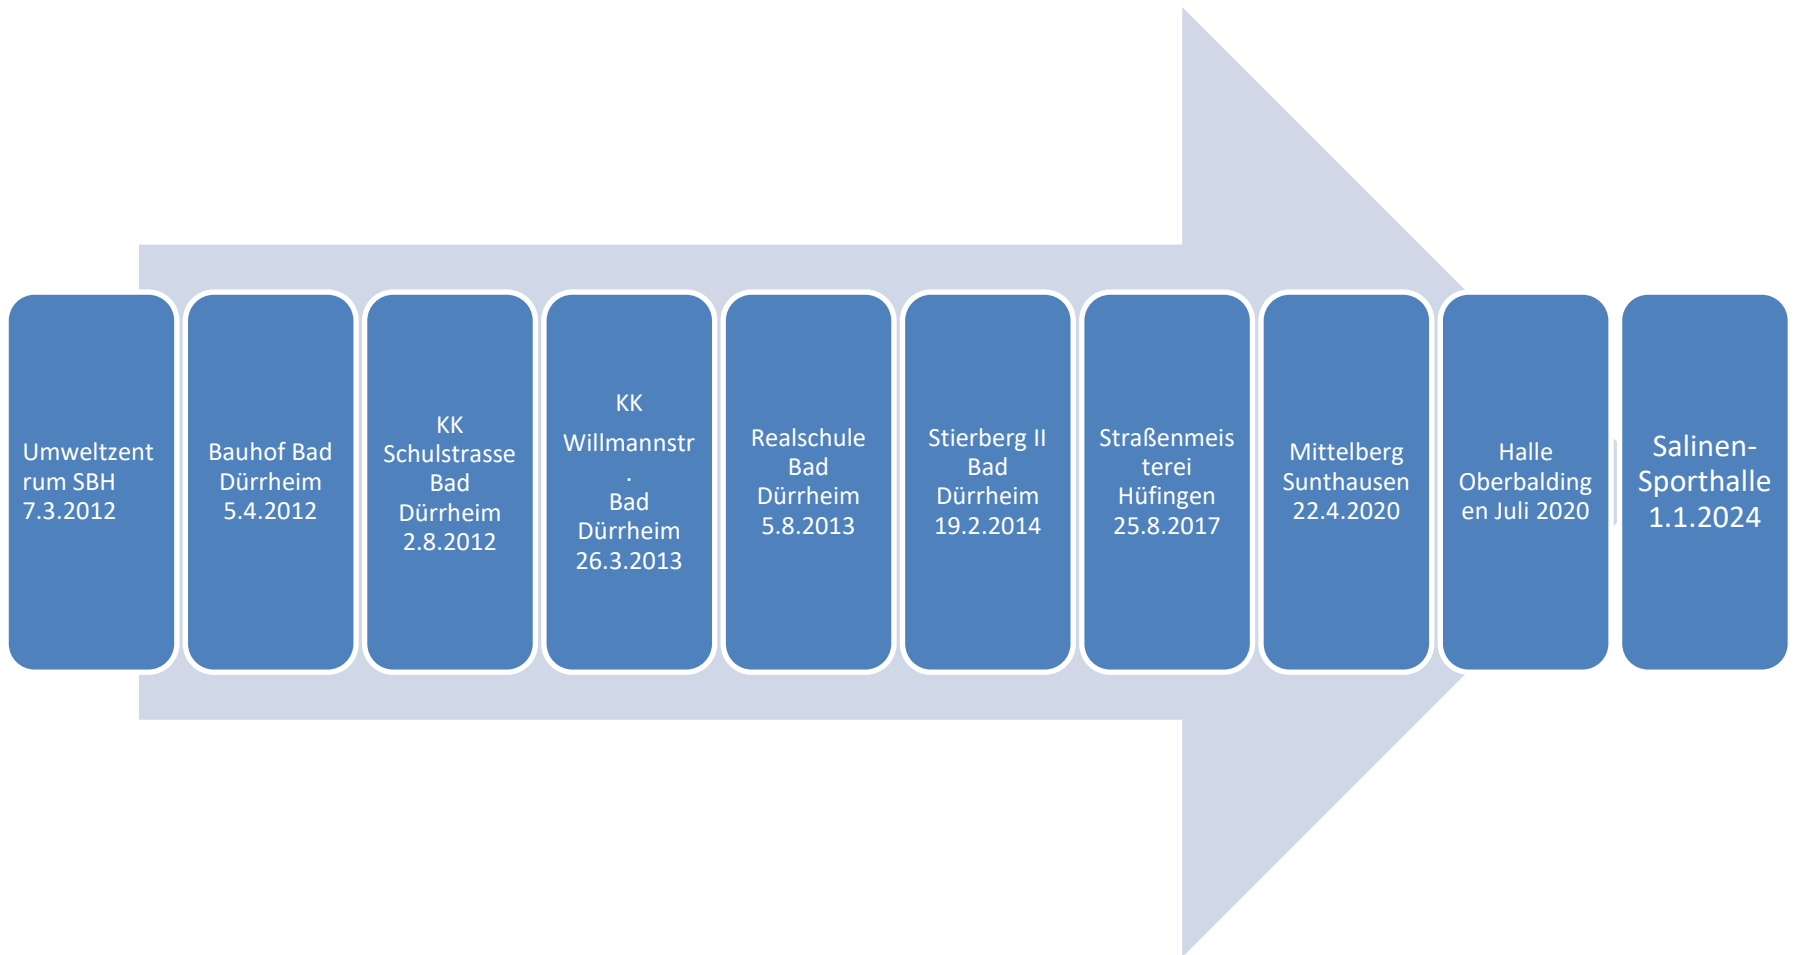 Umweltzent
rum SBH
7.3.2012
Bauhof Bad
Dürrheim
5.4.2012
KK
Schulstrasse
Bad
Dürrheim
2.8.2012
KK
Willmannstr
.
Bad
Dürrheim
26.3.2013
Realschule
Bad
Dürrheim
5.8.2013
Stierberg II
Bad
Dürrheim
19.2.2014
Straßenmeis
terei
Hüfingen
25.8.2017
Mittelberg
Sunthausen
22.4.2020
Halle
Oberbalding
en Juli 2020
Salinen-
Sporthalle
1.1.2024